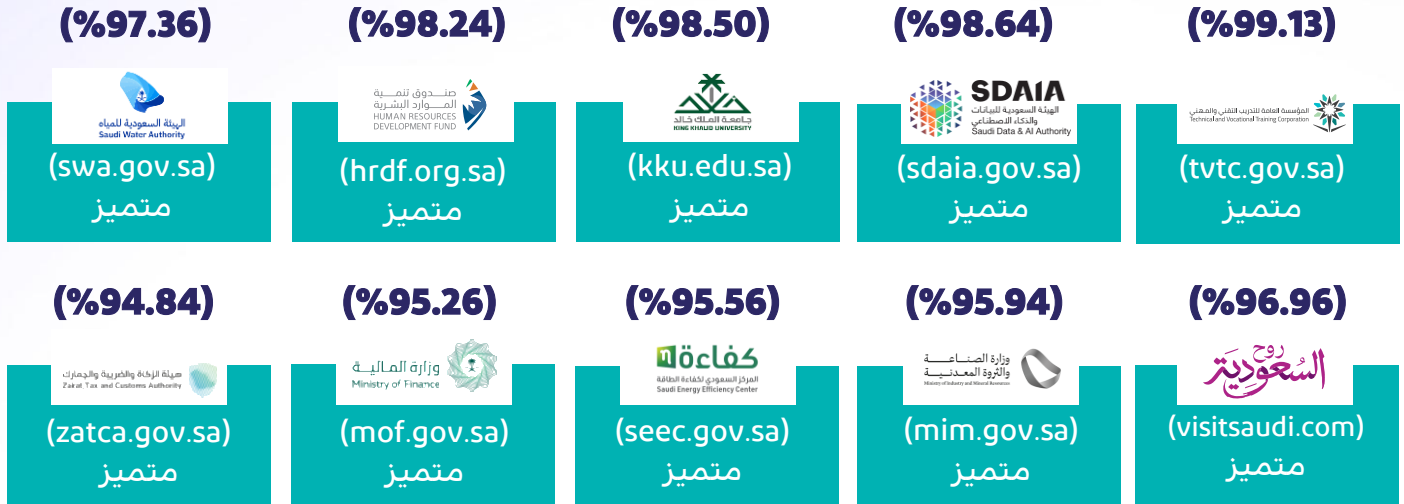 (%99.13)
المؤسسة العامة للتدريب التقني والمهني
Technical and Vocational Training Corporation
(tvtc.gov.sa)
متميز
(%98.64)
SDAIA
الهيئة السعودية للبيانات
والذكاء الاصطناعي
Saudi Data & AI Authority
(sdaia.gov.sa)
متميز
(%98.50)
جامعة الملك خالد
KING KHALID UNIVERSITY
(kku.edu.sa)
متميز
(%98.24)
صندوق تنمية
الموارد البشرية
HUMAN RESOURCES
DEVELOPMENT FUND
(hrdf.org.sa)
متميز
(%97.36)
الهيئة السعودية للمياه
Saudi Water Authority
(swa.gov.sa)
متميز
(%96.96)
روح
السعودية
(visitsaudi.com)
متميز
(%95.94)
وزارة الصناعة
والثروة المعدنية
Ministry of Industry and Mineral Resources
(mim.gov.sa)
متميز
(%95.56)
كفاءة
المركز السعودي لكفاءة الطاقة
Saudi Energy Efficiency Center
(seec.gov.sa)
متميز
(%95.26)
وزارة المالية
Ministry of Finance
(mof.gov.sa)
متميز
(%94.84)
هيئة الزكاة والضريبة والجمارك
Zakat, Tax and Customs Authority
(zatca.gov.sa)
متميز